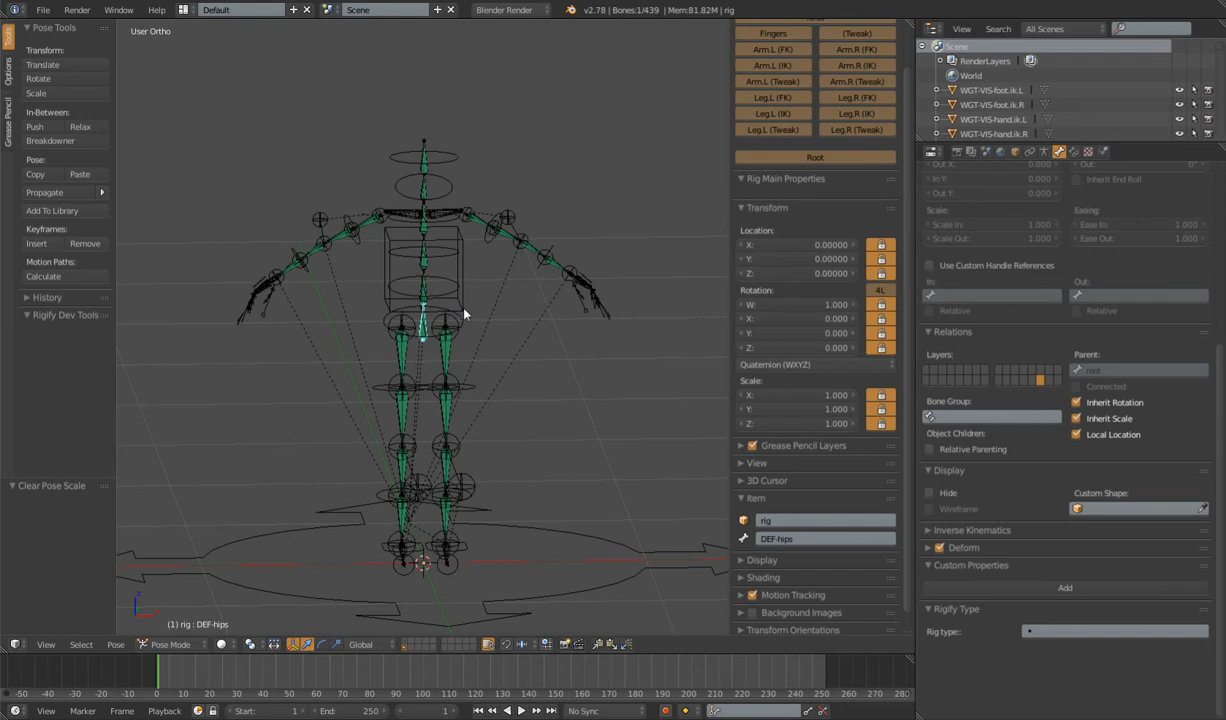 File Render Window Help Default Scene Blender Render v2.78 | Bones:1/439 | Mem:81.82M | rig
View Search All Scenes
Tools
Options
Grease Pencil
Pose Tools
Transform:
Translate
Rotate
Scale
In-Between:
Push Relax
Breakdowner
Pose:
Copy Paste
Propagate
Add To Library
Keyframes:
Insert Remove
Motion Paths:
Calculate
History
Rigify Dev Tools
Clear Pose Scale
User Ortho
(1) rig : DEF-hips
Fingers (Tweak)
Arm.L (FK) Arm.R (FK)
Arm.L (IK) Arm.R (IK)
Arm.L (Tweak) Arm.R (Tweak)
Leg.L (FK) Leg.R (FK)
Leg.L (IK) Leg.R (IK)
Leg.L (Tweak) Leg.R (Tweak)
Root
Rig Main Properties
Transform
Location:
X: 0.00000
Y: 0.00000
Z: 0.00000
Rotation: 4L
W: 1.000
X: 0.000
Y: 0.000
Z: 0.000
Quaternion (WXYZ)
Scale:
X: 1.000
Y: 1.000
Z: 1.000
Grease Pencil Layers
View
3D Cursor
Item
rig
DEF-hips
Display
Shading
Motion Tracking
Background Images
Transform Orientations
Scene
RenderLayers
World
WGT-VIS-foot.ik.L
WGT-VIS-foot.ik.R
WGT-VIS-hand.ik.L
WGT-VIS-hand.ik.R
Out X: 0.000 Out: 0°
In Y: 0.000 Inherit End Roll
Out Y: 0.000
Scale: Easing:
Scale In: 1.000 Ease In: 1.000
Scale Out: 1.000 Ease Out: 1.000
Use Custom Handle References
In: Out:
Relative Relative
Relations
Layers: Parent:
root
Connected
Bone Group: Inherit Rotation
Inherit Scale
Object Children: Local Location
Relative Parenting
Display
Hide Custom Shape:
Wireframe
Inverse Kinematics
Deform
Custom Properties
Add
Rigify Type
Rig type:
View Select Pose Pose Mode Global
-50 -40 -30 -20 -10 0 10 20 30 40 50 60 70 80 90 100 110 120 130 140 150 160 170 180 190 200 210 220 230 240 250 260 270 280
View Marker Frame Playback Start: 1 End: 250 1 No Sync